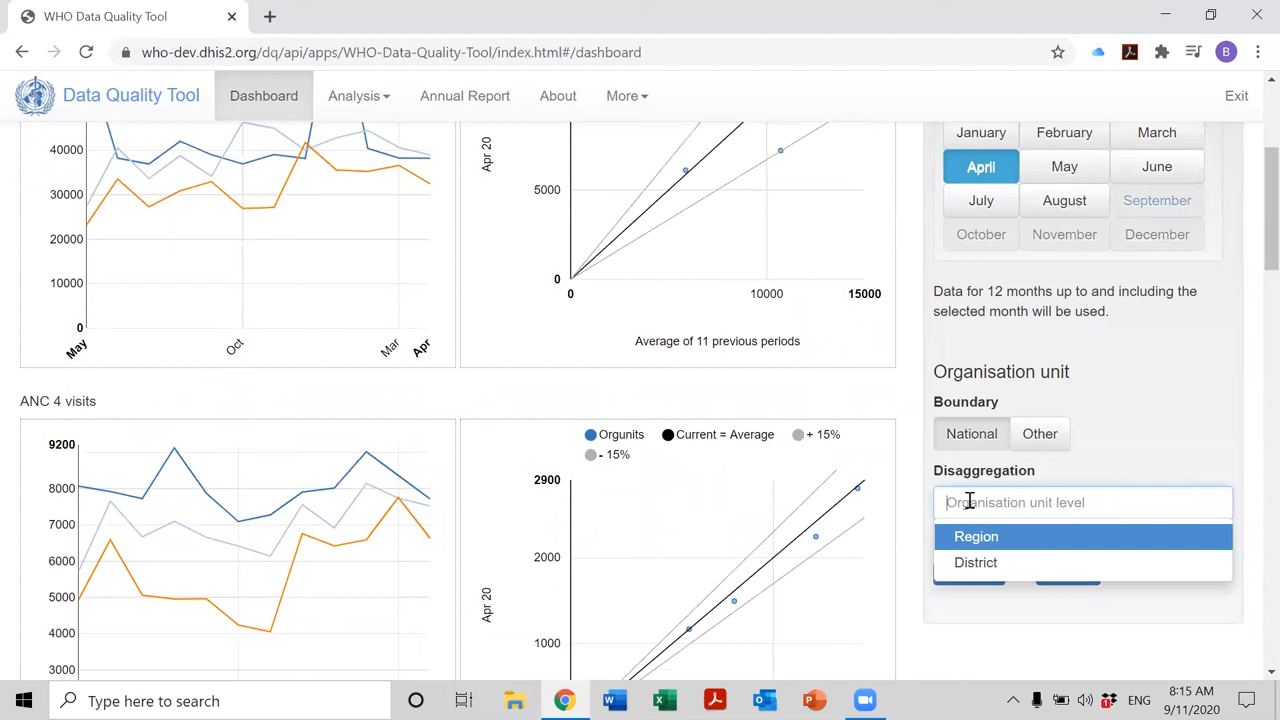 WHO Data Quality Tool
who-dev.dhis2.org/dq/api/apps/WHO-Data-Quality-Tool/index.html#/dashboard
B
Data Quality Tool
Dashboard
Analysis
Annual Report
About
More
Exit
40000
30000
20000
10000
0
May
Oct
Mar
Apr
Apr 20
5000
0
0
10000
15000
Average of 11 previous periods
January
February
March
April
May
June
July
August
September
October
November
December
Data for 12 months up to and including the
selected month will be used.
Organisation unit
Boundary
National
Other
Disaggregation
Organisation unit level
Region
District
ANC 4 visits
9200
8000
7000
6000
5000
4000
3000
Orgunits
Current = Average
+ 15%
- 15%
2900
2000
1000
Apr 20
Type here to search
ENG
8:15 AM
9/11/2020